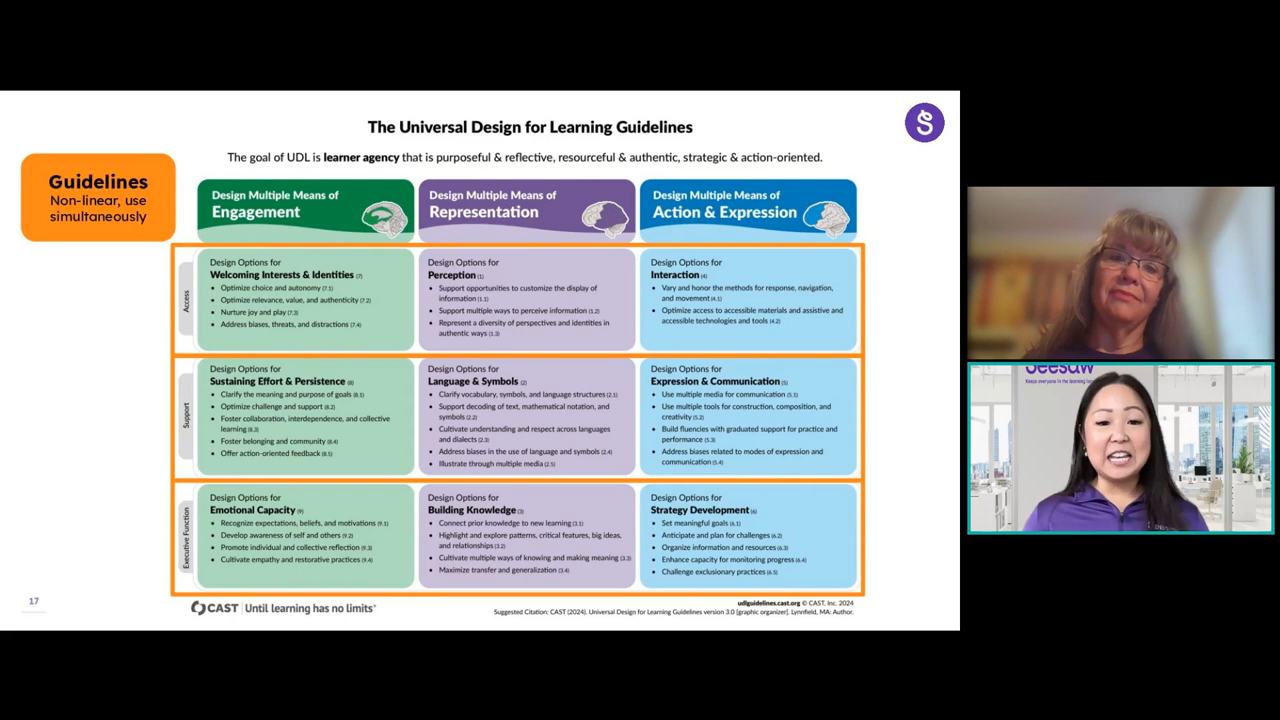 The Universal Design for Learning Guidelines
The goal of UDL is learner agency that is purposeful & reflective, resourceful & authentic, strategic & action-oriented.
Guidelines
Non-linear, use
simultaneously
Design Multiple Means of
Engagement
Design Multiple Means of
Representation
Design Multiple Means of
Action & Expression
Access
Design Options for
Welcoming Interests & Identities (7)
• Optimize choice and autonomy (7.1)
• Optimize relevance, value, and authenticity (7.2)
• Nurture joy and play (7.3)
• Address biases, threats, and distractions (7.4)
Design Options for
Perception (1)
• Support opportunities to customize the display of
information (1.1)
• Support multiple ways to perceive information (1.2)
• Represent a diversity of perspectives and identities in
authentic ways (1.3)
Design Options for
Interaction (4)
• Vary and honor the methods for response, navigation,
and movement (4.1)
• Optimize access to accessible materials and assistive and
accessible technologies and tools (4.2)
Support
Design Options for
Sustaining Effort & Persistence (8)
• Clarify the meaning and purpose of goals (8.1)
• Optimize challenge and support (8.2)
• Foster collaboration, interdependence, and collective
learning (8.3)
• Foster belonging and community (8.4)
• Offer action-oriented feedback (8.5)
Design Options for
Language & Symbols (2)
• Clarify vocabulary, symbols, and language structures (2.1)
• Support decoding of text, mathematical notation, and
symbols (2.2)
• Cultivate understanding and respect across languages
and dialects (2.3)
• Address biases in the use of language and symbols (2.4)
• Illustrate through multiple media (2.5)
Design Options for
Expression & Communication (5)
• Use multiple media for communication (5.1)
• Use multiple tools for construction, composition, and
creativity (5.2)
• Build fluencies with graduated support for practice and
performance (5.3)
• Address biases related to modes of expression and
communication (5.4)
Executive Function
Design Options for
Emotional Capacity (9)
• Recognize expectations, beliefs, and motivations (9.1)
• Develop awareness of self and others (9.2)
• Promote individual and collective reflection (9.3)
• Cultivate empathy and restorative practices (9.4)
Design Options for
Building Knowledge (3)
• Connect prior knowledge to new learning (3.1)
• Highlight and explore patterns, critical features, big ideas,
and relationships (3.2)
• Cultivate multiple ways of knowing and making meaning (3.3)
• Maximize transfer and generalization (3.4)
Design Options for
Strategy Development (6)
• Set meaningful goals (6.1)
• Anticipate and plan for challenges (6.2)
• Organize information and resources (6.3)
• Enhance capacity for monitoring progress (6.4)
• Challenge exclusionary practices (6.5)
17
CAST | Until learning has no limits®
udlguidelines.cast.org © CAST, Inc. 2024
Suggested Citation: CAST (2024). Universal Design for Learning Guidelines version 3.0 [graphic organizer]. Lynnfield, MA: Author.
Seesaw
Keeps everyone in the learning loop